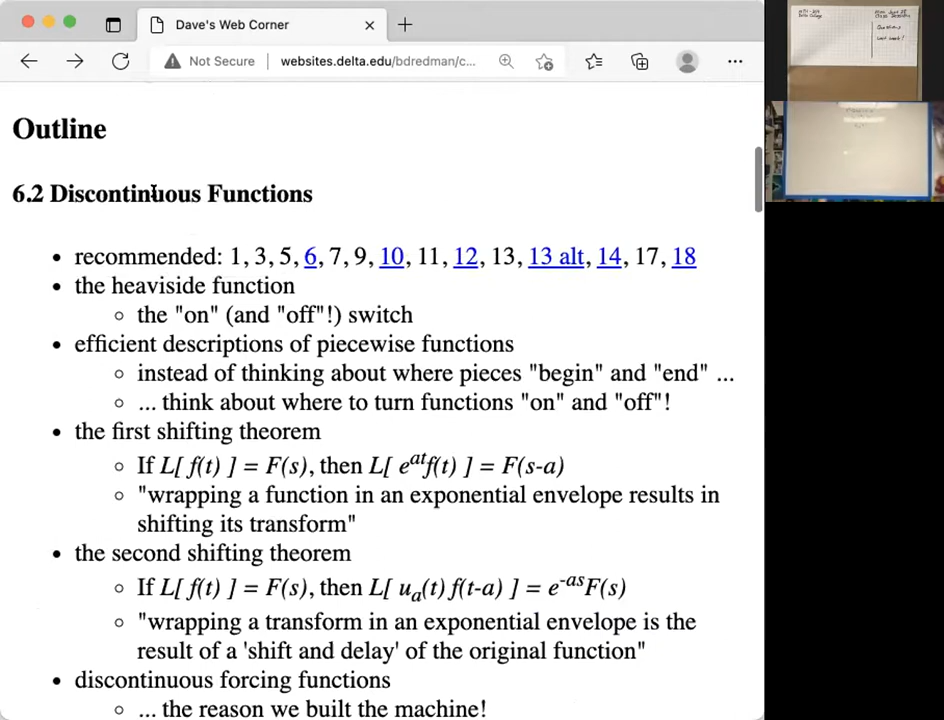 Dave's Web Corner
Not Secure | websites.delta.edu/bdredman/c...
Outline
6.2 Discontinuous Functions
• recommended: 1, 3, 5, 6, 7, 9, 10, 11, 12, 13, 13 alt, 14, 17, 18
• the heaviside function
◦ the "on" (and "off"!) switch
• efficient descriptions of piecewise functions
◦ instead of thinking about where pieces "begin" and "end" ...
◦ ... think about where to turn functions "on" and "off"!
• the first shifting theorem
◦ If L[ f(t) ] = F(s), then L[ e^{at}f(t) ] = F(s-a)
◦ "wrapping a function in an exponential envelope results in
shifting its transform"
• the second shifting theorem
◦ If L[ f(t) ] = F(s), then L[ u_a(t) f(t-a) ] = e^{-as}F(s)
◦ "wrapping a transform in an exponential envelope is the
result of a 'shift and delay' of the original function"
• discontinuous forcing functions
◦ ... the reason we built the machine!
Delta College
Questions